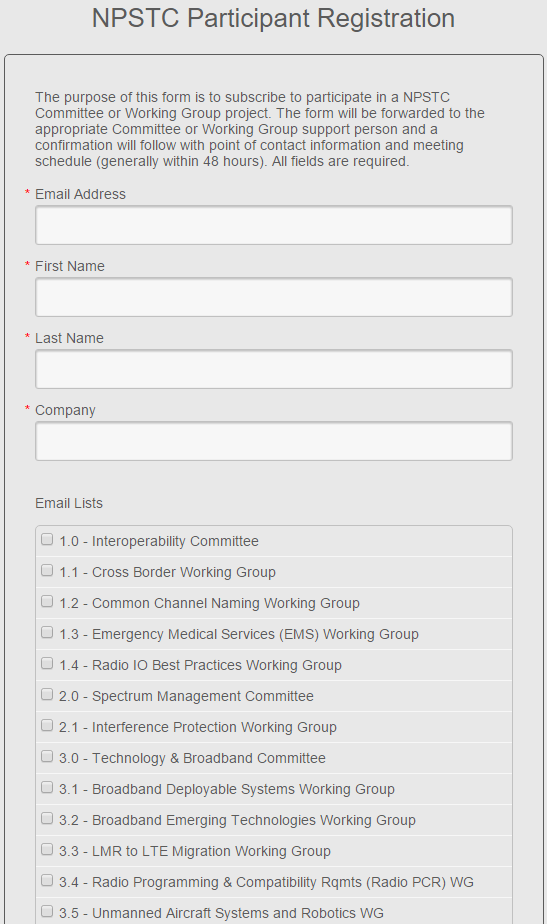 NPSTC Participant Registration
The purpose of this form is to subscribe to participate in a NPSTC
Committee or Working Group project. The form will be forwarded to the
appropriate Committee or Working Group support person and a
confirmation will follow with point of contact information and meeting
schedule (generally within 48 hours). All fields are required.
* Email Address
* First Name
* Last Name
* Company
Email Lists
1.0 - Interoperability Committee
1.1 - Cross Border Working Group
1.2 - Common Channel Naming Working Group
1.3 - Emergency Medical Services (EMS) Working Group
1.4 - Radio IO Best Practices Working Group
2.0 - Spectrum Management Committee
2.1 - Interference Protection Working Group
3.0 - Technology & Broadband Committee
3.1 - Broadband Deployable Systems Working Group
3.2 - Broadband Emerging Technologies Working Group
3.3 - LMR to LTE Migration Working Group
3.4 - Radio Programming & Compatibility Rqmts (Radio PCR) WG
3.5 - Unmanned Aircraft Systems and Robotics WG